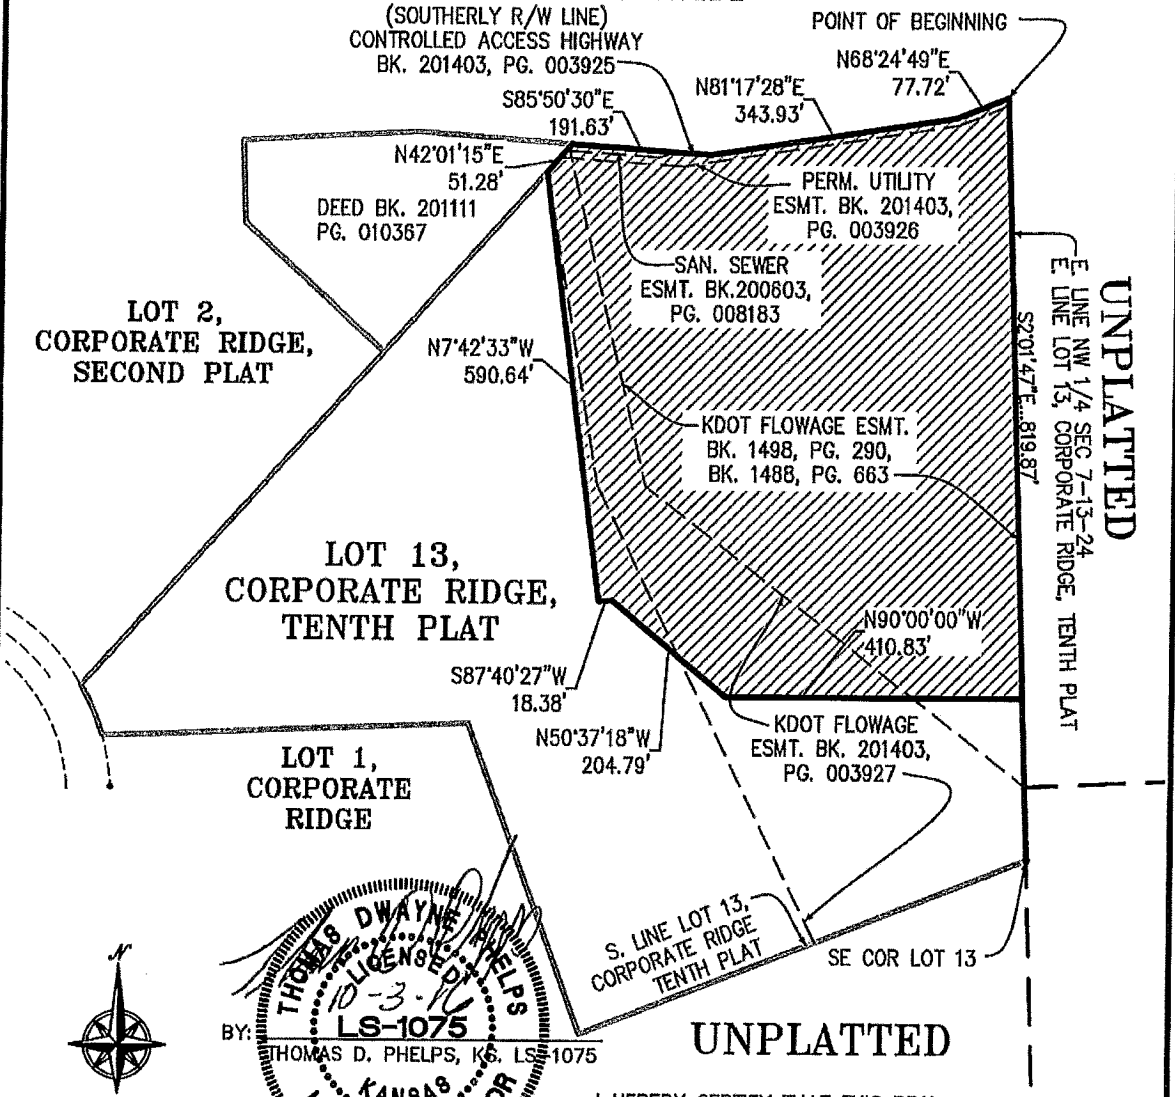 (SOUTHERLY R/W LINE)
CONTROLLED ACCESS HIGHWAY
BK. 201403, PG. 003925
POINT OF BEGINNING
N68°24'49"E
77.72'
N81°17'28"E
343.93'
S85°50'30"E
191.63'
N42°01'15"E
51.28'
DEED BK. 201111
PG. 010367
PERM. UTILITY
ESMT. BK. 201403,
PG. 003926
SAN. SEWER
ESMT. BK.200603,
PG. 008183
LOT 2,
CORPORATE RIDGE,
SECOND PLAT
N7°42'33"W
590.64'
KDOT FLOWAGE ESMT.
BK. 1498, PG. 290,
BK. 1488, PG. 663
S2°01'47"E...819.87'
E. LINE NW 1/4 SEC 7-13-24
E. LINE LOT 13, CORPORATE RIDGE, TENTH PLAT
UNPLATTED
LOT 13,
CORPORATE RIDGE,
TENTH PLAT
N90°00'00"W
410.83'
S87°40'27"W
18.38'
N50°37'18"W
204.79'
KDOT FLOWAGE
ESMT. BK. 201403,
PG. 003927
LOT 1,
CORPORATE
RIDGE
S. LINE LOT 13,
CORPORATE RIDGE
TENTH PLAT
SE COR LOT 13
N
THOMAS DWAYNE PHELPS
LICENSED
LS-1075
KANSAS
BY:
THOMAS D. PHELPS, KS. LS-1075
UNPLATTED